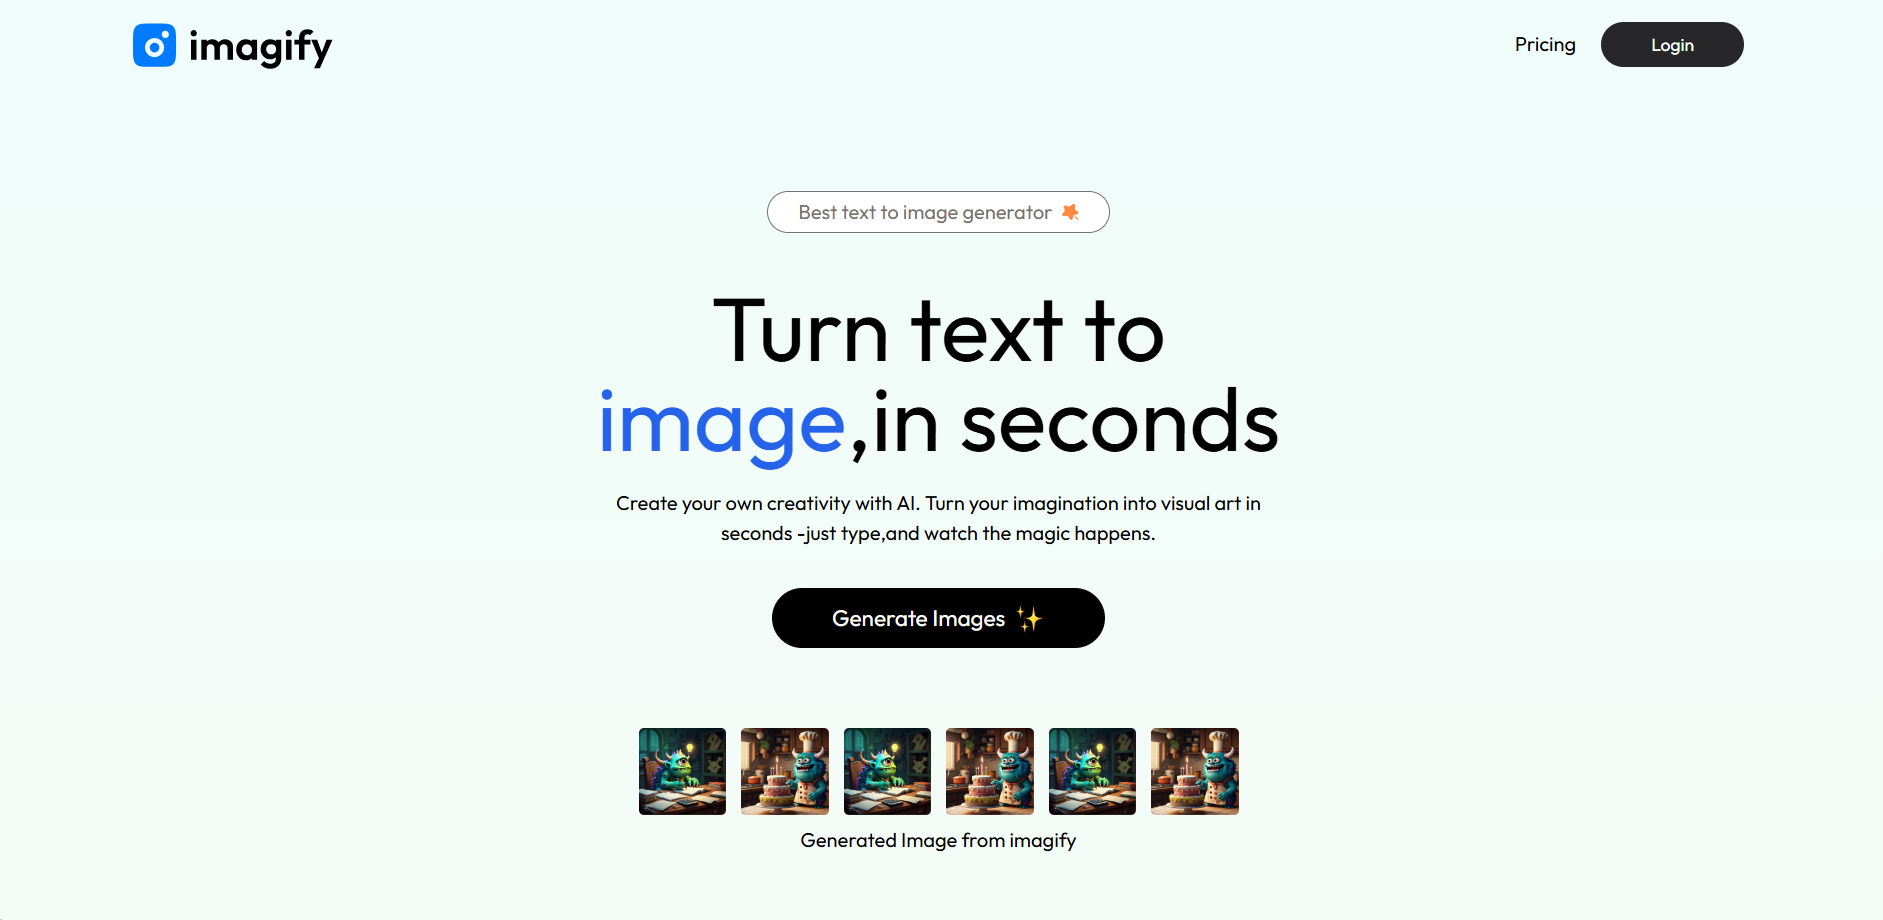 imagify
Pricing
Login
Best text to image generator
Turn text to
image,in seconds
Create your own creativity with AI. Turn your imagination into visual art in
seconds -just type,and watch the magic happens.
Generate Images ✨
Generated Image from imagify